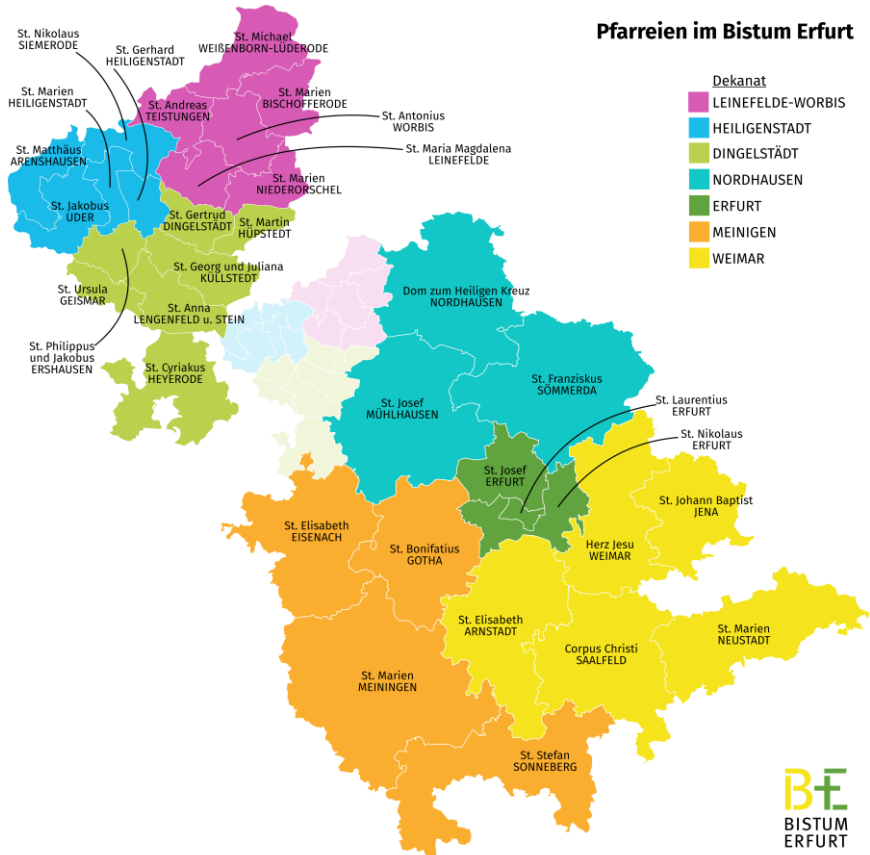 Pfarreien im Bistum Erfurt
Dekanat
LEINEFELDE-WORBIS
HEILIGENSTADT
DINGELSTÄDT
NORDHAUSEN
ERFURT
MEINIGEN
WEIMAR
St. Nikolaus
SIEMERODE
St. Gerhard
HEILIGENSTADT
St. Michael
WEIßENBORN-LÜDERODE
St. Marien
HEILIGENSTADT
St. Andreas
TEISTUNGEN
St. Marien
BISCHOFFERODE
St. Antonius
WORBIS
St. Matthäus
ARENSHAUSEN
St. Maria Magdalena
LEINEFELDE
St. Marien
NIEDERORSCHEL
St. Jakobus
UDER
St. Gertrud
DINGELSTÄDT
St. Martin
HÜPSTEDT
St. Georg und Juliana
KÜLLSTEDT
St. Ursula
GEISMAR
St. Anna
LENGENFELD u. STEIN
St. Philippus
und Jakobus
ERSHAUSEN
St. Cyriakus
HEYERODE
Dom zum Heiligen Kreuz
NORDHAUSEN
St. Franziskus
SÖMMERDA
St. Josef
MÜHLHAUSEN
St. Laurentius
ERFURT
St. Nikolaus
ERFURT
St. Josef
ERFURT
St. Johann Baptist
JENA
St. Elisabeth
EISENACH
St. Bonifatius
GOTHA
Herz Jesu
WEIMAR
St. Elisabeth
ARNSTADT
St. Marien
NEUSTADT
Corpus Christi
SAALFELD
St. Marien
MEININGEN
St. Stefan
SONNEBERG
B+E
BISTUM
ERFURT